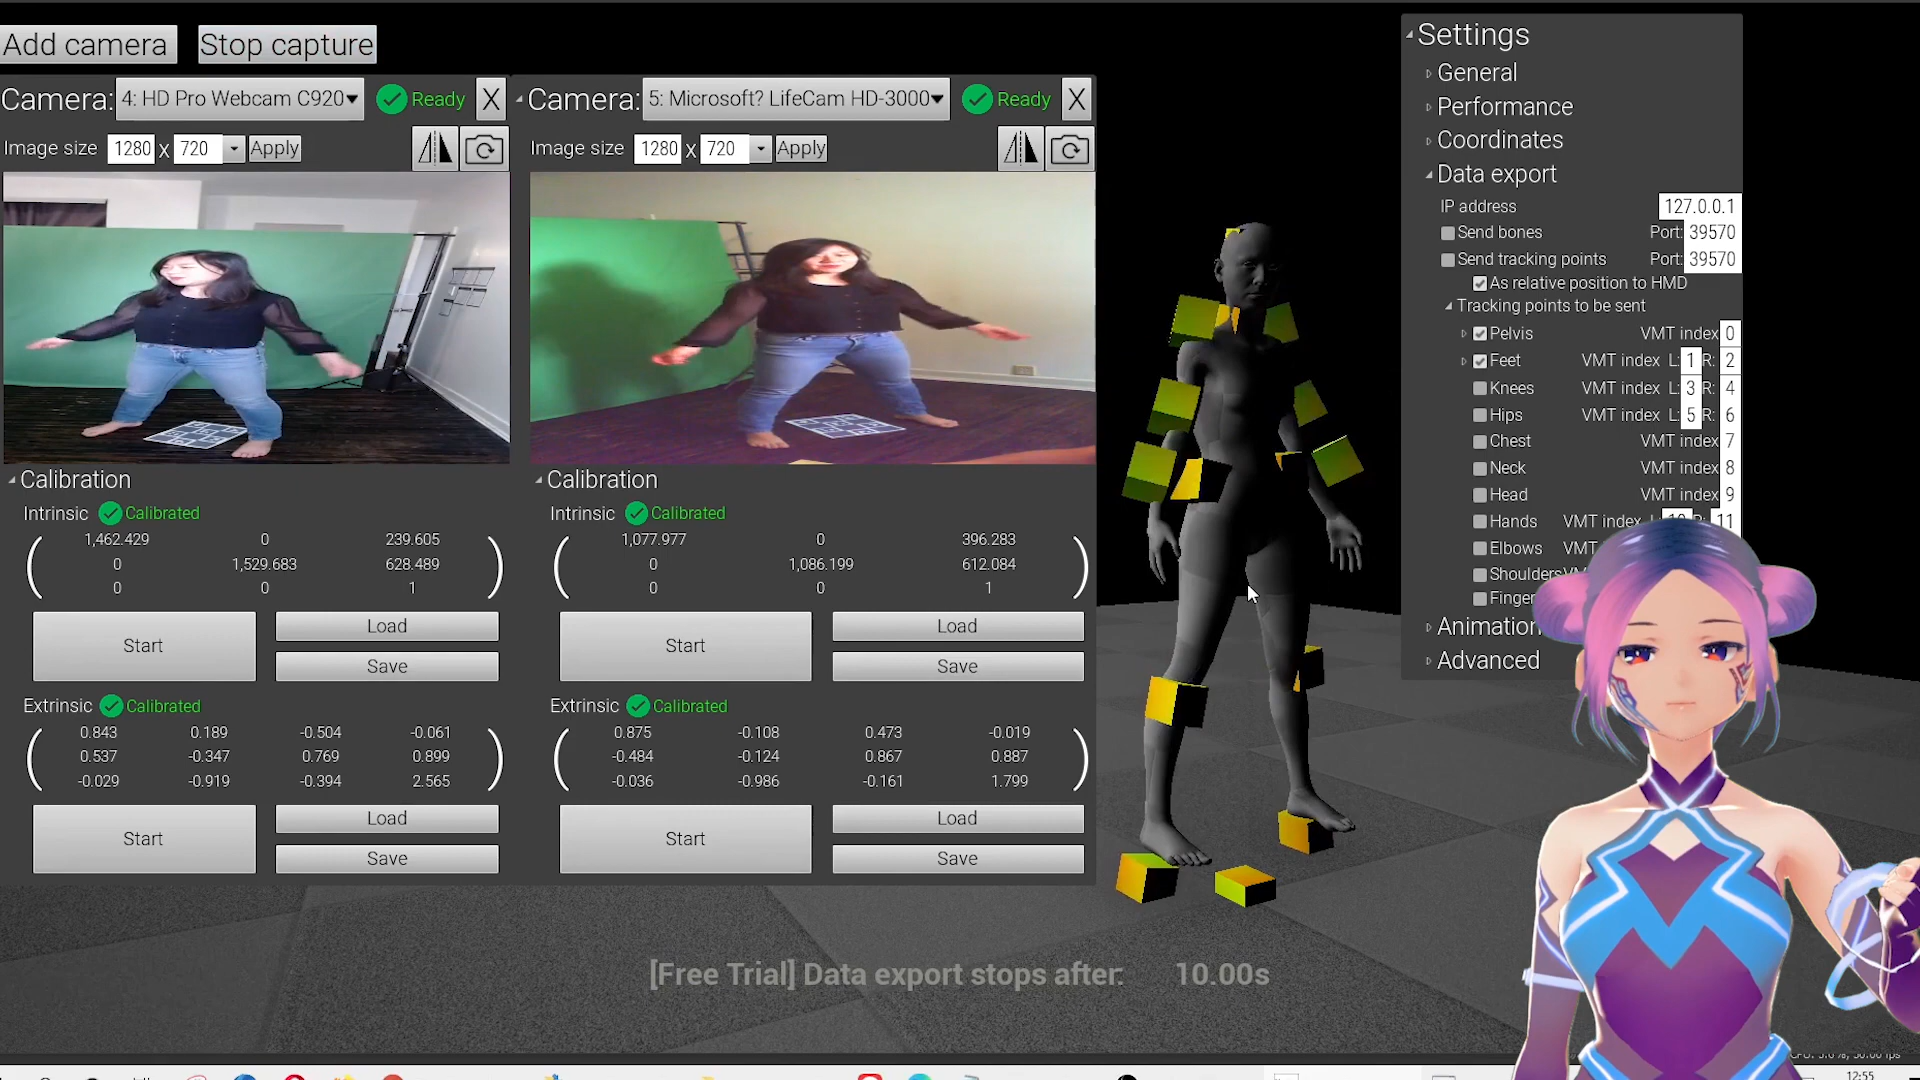 Add camera
Stop capture
Camera: 4: HD Pro Webcam C920 Ready X
Image size 1280 x 720 Apply
Calibration
Intrinsic Calibrated
1,462.429 0 239.605
0 1,529.683 628.489
0 0 1
Start
Load
Save
Extrinsic Calibrated
0.843 0.189 -0.504 -0.061
0.537 -0.347 0.769 0.899
-0.029 -0.919 -0.394 2.565
Start
Load
Save
Camera: 5: Microsoft? LifeCam HD-3000 Ready X
Image size 1280 x 720 Apply
Calibration
Intrinsic Calibrated
1,077.977 0 396.283
0 1,086.199 612.084
0 0 1
Start
Load
Save
Extrinsic Calibrated
0.875 -0.108 0.473 -0.019
-0.484 -0.124 0.867 0.887
-0.036 -0.986 -0.161 1.799
Start
Load
Save
Settings
General
Performance
Coordinates
Data export
IP address 127.0.0.1
Send bones Port: 39570
Send tracking points Port: 39570
As relative position to HMD
Tracking points to be sent
Pelvis VMT index 0
Feet VMT index L: 1 R: 2
Knees VMT index L: 3 R: 4
Hips VMT index L: 5 R: 6
Chest VMT index 7
Neck VMT index 8
Head VMT index 9
Hands VMT index 11
Elbows VMT
Shoulders
Finger
Animation
Advanced
[Free Trial] Data export stops after: 10.00s
12:55